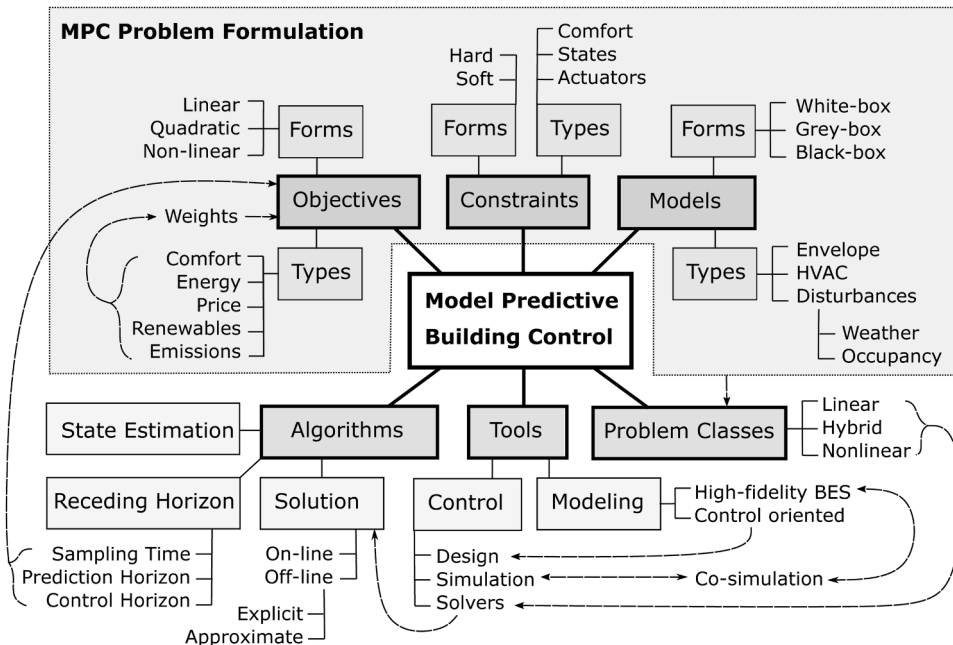 MPC Problem Formulation
Linear
Quadratic
Non-linear
Forms
Objectives
Weights
Types
Comfort
Energy
Price
Renewables
Emissions
Hard
Soft
Forms
Comfort
States
Actuators
Types
Constraints
Forms
White-box
Grey-box
Black-box
Models
Types
Envelope
HVAC
Disturbances
Weather
Occupancy
Model Predictive
Building Control
State Estimation
Algorithms
Receding Horizon
Sampling Time
Prediction Horizon
Control Horizon
Solution
On-line
Off-line
Explicit
Approximate
Tools
Control
Design
Simulation
Solvers
Modeling
High-fidelity BES
Control oriented
Co-simulation
Problem Classes
Linear
Hybrid
Nonlinear